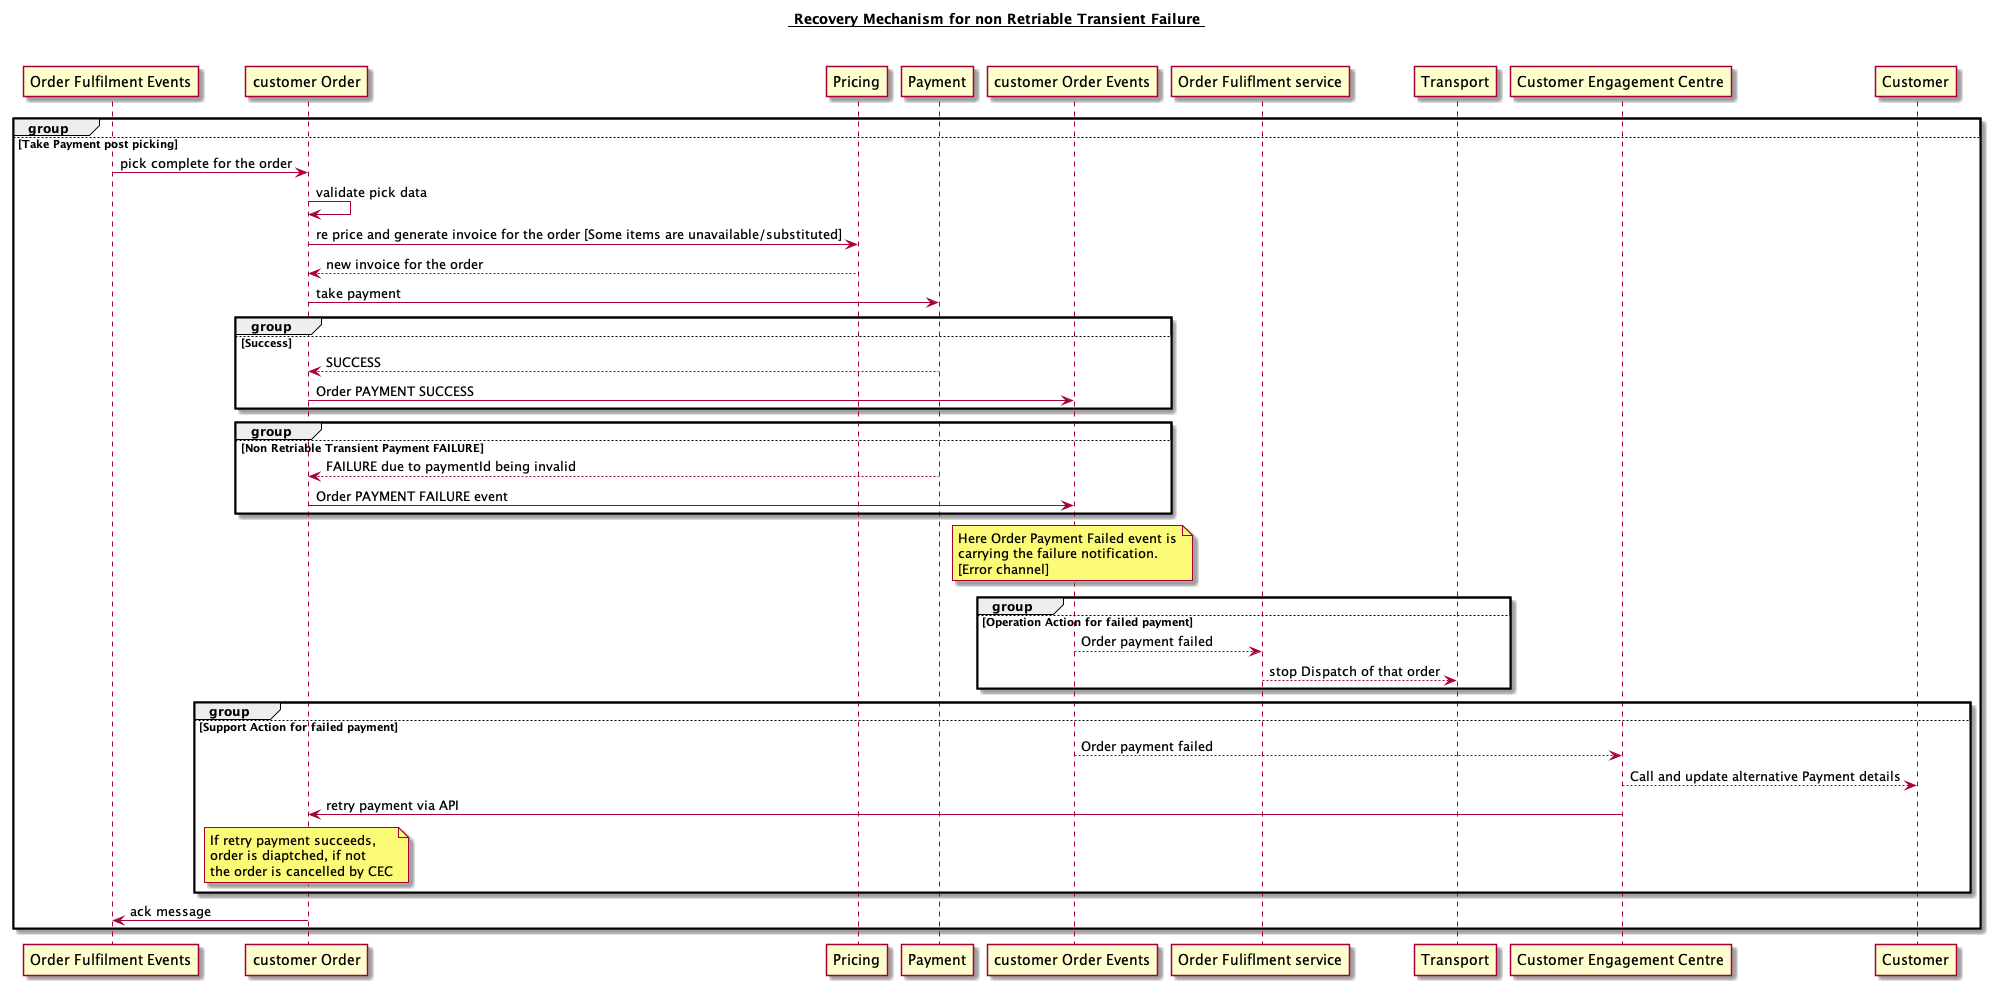 Recovery Mechanism for non Retriable Transient Failure
Order Fulfilment Events
customer Order
Pricing
Payment
customer Order Events
Order Fuliflment service
Transport
Customer Engagement Centre
Customer
group
[Take Payment post picking]
pick complete for the order
validate pick data
re price and generate invoice for the order [Some items are unavailable/substituted]
new invoice for the order
take payment
group
[Success]
SUCCESS
Order PAYMENT SUCCESS
group
[Non Retriable Transient Payment FAILURE]
FAILURE due to paymentId being invalid
Order PAYMENT FAILURE event
Here Order Payment Failed event is
carrying the failure notification.
[Error channel]
group
[Operation Action for failed payment]
Order payment failed
stop Dispatch of that order
group
[Support Action for failed payment]
Order payment failed
Call and update alternative Payment details
retry payment via API
If retry payment succeeds,
order is diaptched, if not
the order is cancelled by CEC
ack message
Order Fulfilment Events
customer Order
Pricing
Payment
customer Order Events
Order Fuliflment service
Transport
Customer Engagement Centre
Customer